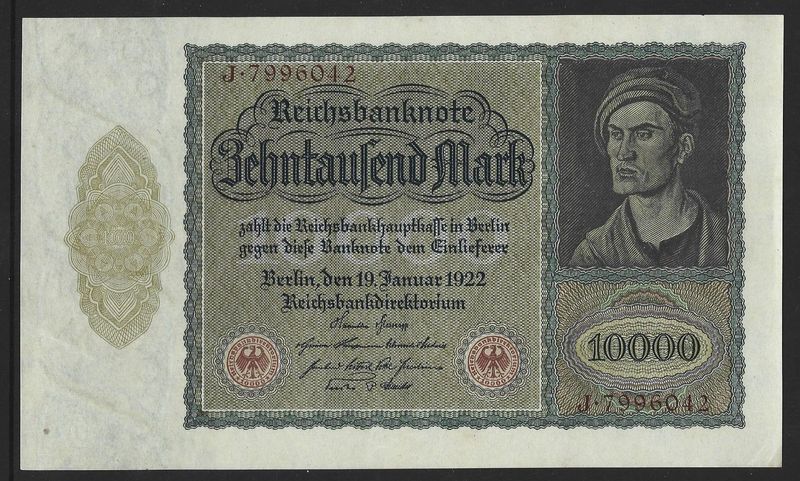 J·7996042
Reichsbanknote
Zehntausend Mark
zahlt die Reichsbankhauptkasse in Berlin
gegen diese Banknote dem Einlieferer
Berlin, den 19. Januar 1922
Reichsbankdirektorium
10000
J·7996042